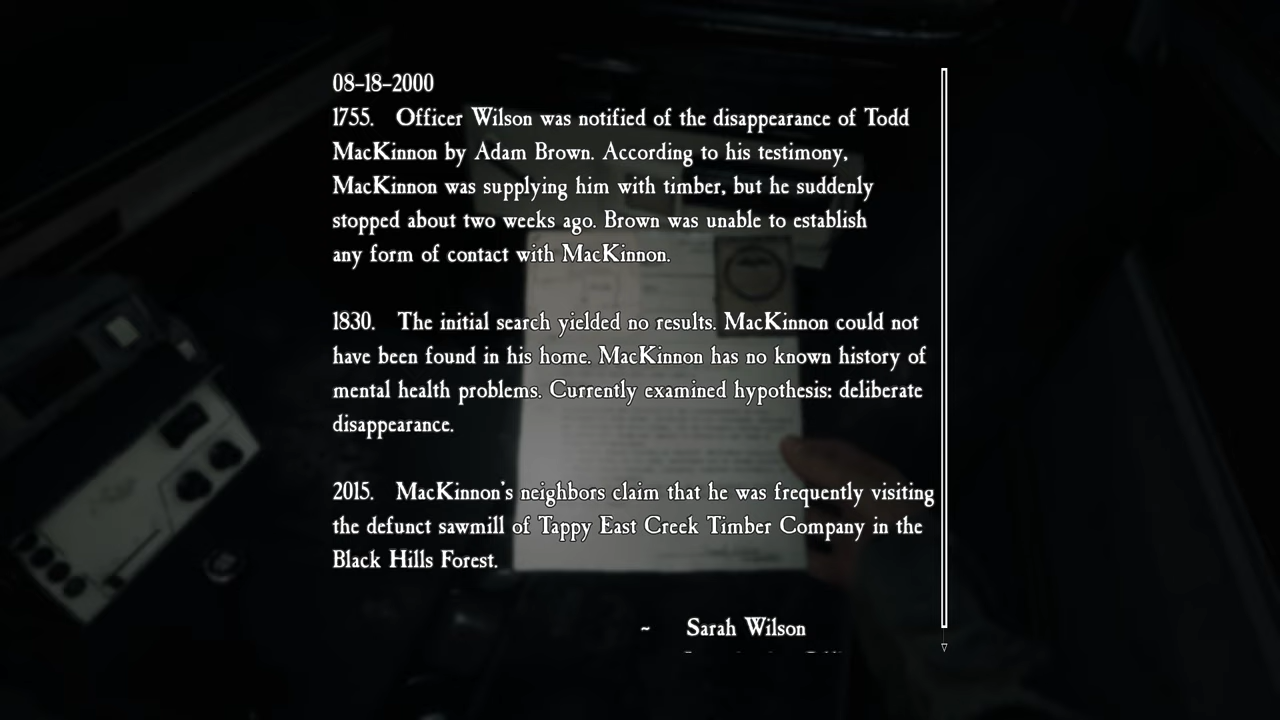 08-18-2000
1755. Officer Wilson was notified of the disappearance of Todd
MacKinnon by Adam Brown. According to his testimony,
MacKinnon was supplying him with timber, but he suddenly
stopped about two weeks ago. Brown was unable to establish
any form of contact with MacKinnon.
1830. The initial search yielded no results. MacKinnon could not
have been found in his home. MacKinnon has no known history of
mental health problems. Currently examined hypothesis: deliberate
disappearance.
2015. MacKinnon's neighbors claim that he was frequently visiting
the defunct sawmill of Tappy East Creek Timber Company in the
Black Hills Forest.
~ Sarah Wilson